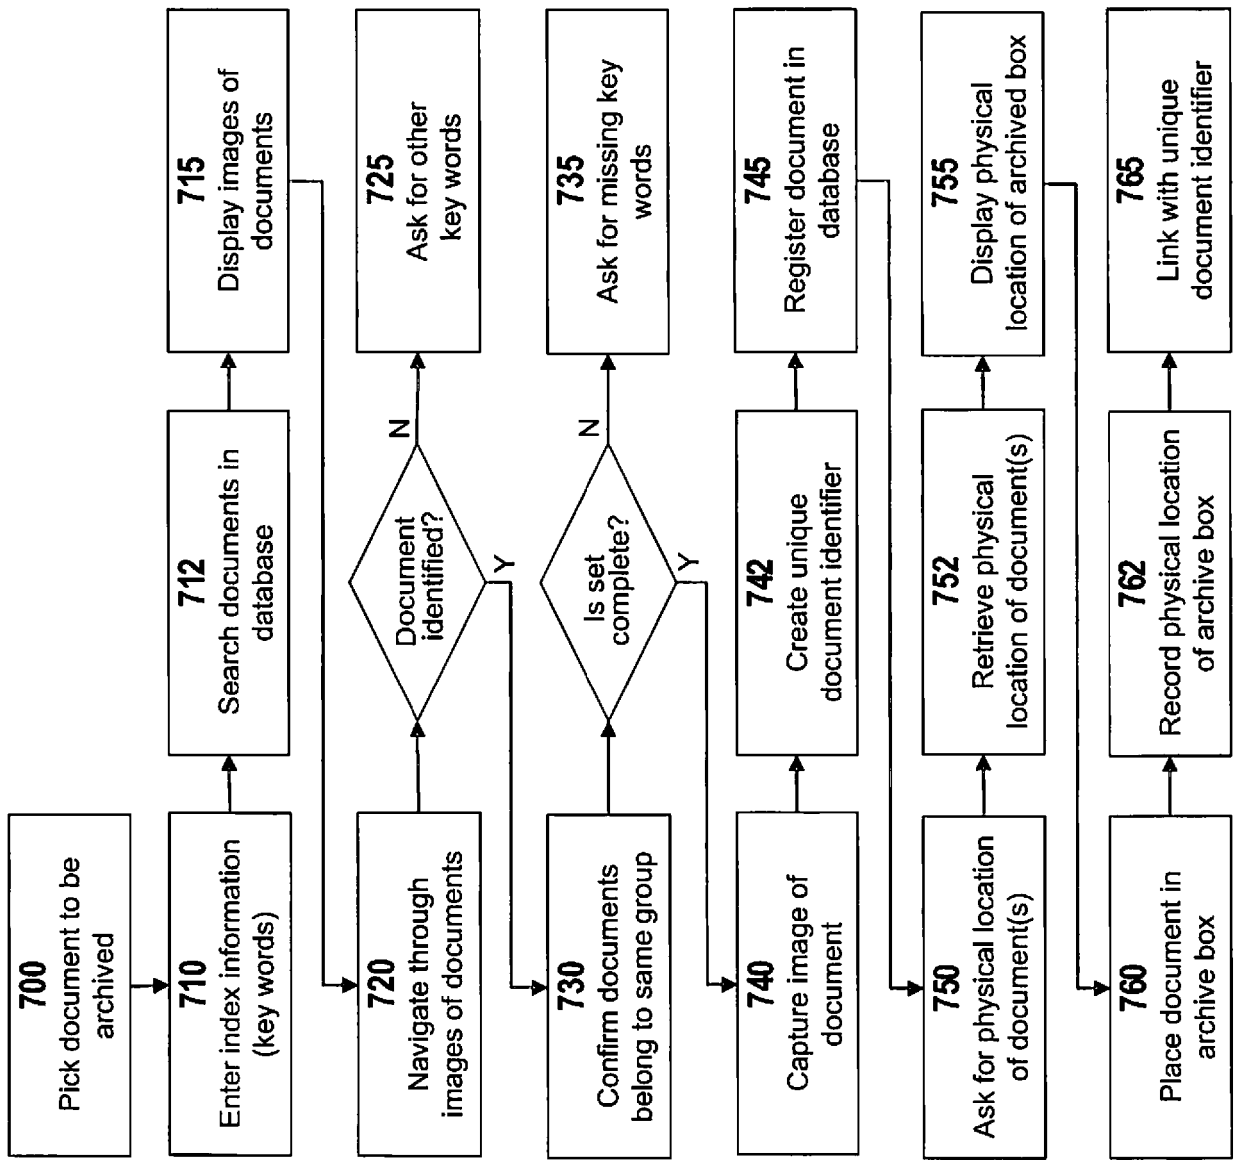 700
Pick document to be
archived
710
Enter index information
(key words)
712
Search documents in
database
715
Display images of
documents
720
Navigate through
images of documents
Document
identified?
N
Y
725
Ask for other
key words
730
Confirm documents
belong to same group
Is set
complete?
N
Y
735
Ask for missing key
words
740
Capture image of
document
742
Create unique
document identifier
745
Register document in
database
750
Ask for physical location
of document(s)
752
Retrieve physical
location of document(s)
755
Display physical
location of archived box
760
Place document in
archive box
762
Record physical location
of archive box
765
Link with unique
document identifier